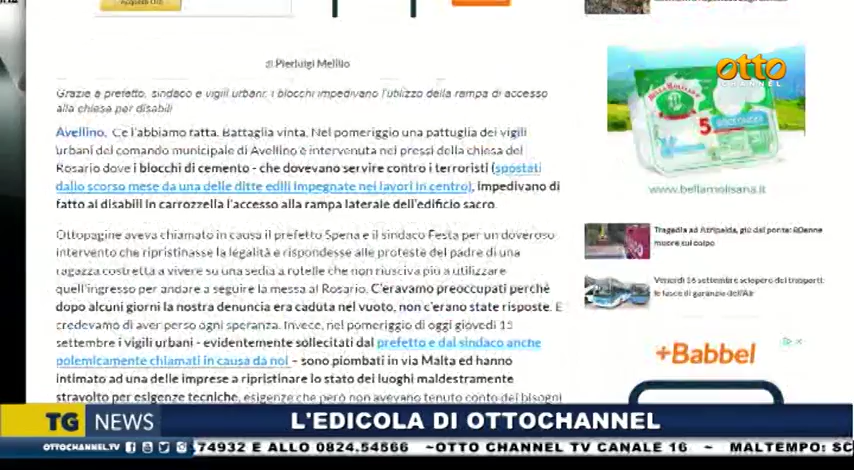 di Pierluigi Melillo
Grazie a prefetto, sindaco e vigili urbani: i blocchi impedivano l'utilizzo della rampa di accesso
alla chiesa per disabili
Avellino. Ce l'abbiamo fatta. Battaglia vinta. Nel pomeriggio una pattuglia dei vigili
urbani del comando municipale di Avellino è intervenuta nei pressi della chiesa del
Rosario dove i blocchi di cemento - che dovevano servire contro i terroristi (spostati
dallo scorso mese da una delle ditte edili impegnate nei lavori in centro), impedivano di
fatto ai disabili in carrozzella l'accesso alla rampa laterale dell'edificio sacro.
Ottopagine aveva chiamato in causa il prefetto Spena e il sindaco Festa per un doveroso
intervento che ripristinasse la legalità e rispondesse alle proteste del padre di una
ragazza costretta a vivere su una sedia a rotelle che non riusciva più a utilizzare
quell'ingresso per andare a seguire la messa al Rosario. C'eravamo preoccupati perché
dopo alcuni giorni la nostra denuncia era caduta nel vuoto, non c'erano state risposte. E
credevamo di aver perso ogni speranza. Invece, nel pomeriggio di oggi giovedì 15
settembre i vigili urbani - evidentemente sollecitati dal prefetto e dal sindaco anche
polemicamente chiamati in causa da noi - sono piombati in via Malta ed hanno
intimato ad una delle imprese a ripristinare lo stato dei luoghi maldestramente
stravolto per esigenze tecniche, esigenze che però non avevano tenuto conto dei bisogni
otto
CHANNEL
BELLA MOLISANA
5
www.bellamolisana.it
Tragedia ad Atripalda, giù dal ponte: 60enne
muore sul colpo
Venerdì 16 settembre sciopero dei trasporti:
le fasce di garanzia dell'Air
+Babbel
TG NEWS
L'EDICOLA DI OTTOCHANNEL
OTTOCHANNEL.TV
74932 E ALLO 0824.54566 ~OTTO CHANNEL TV CANALE 16 ~ MALTEMPO: SC